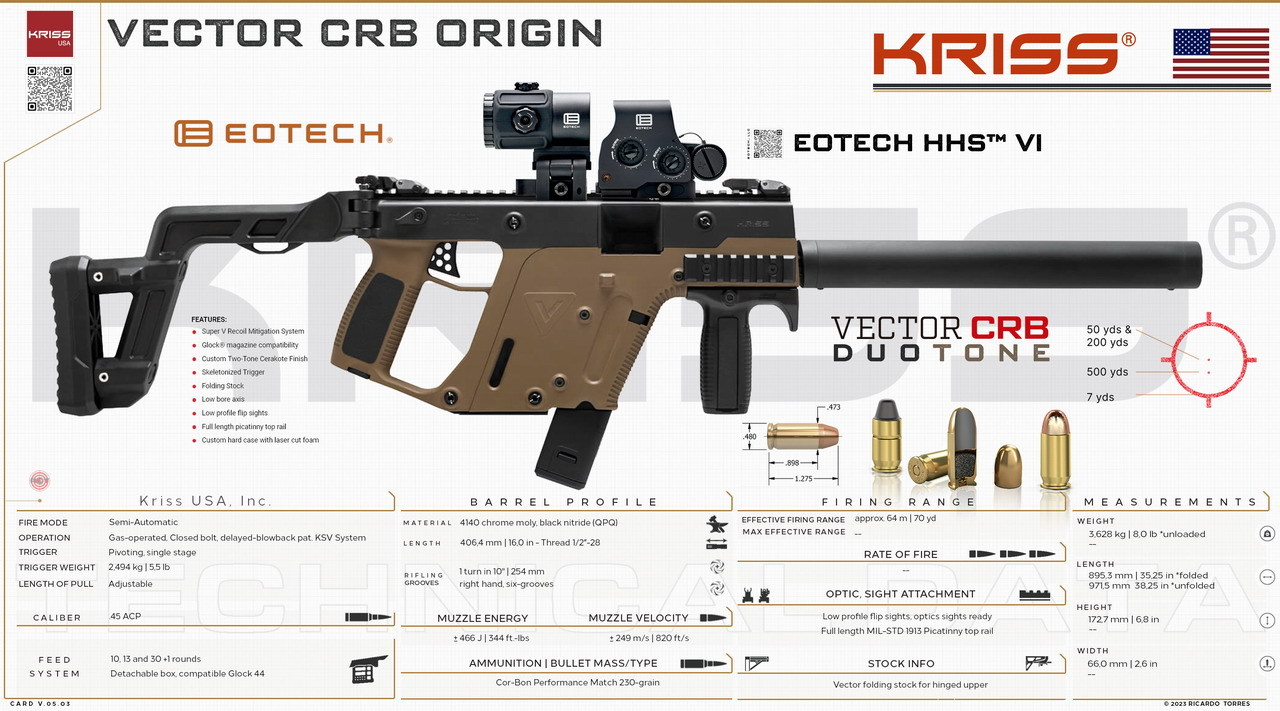 KRISS
USA
VECTOR CRB ORIGIN
KRISS®
EOTECH®
EOTECH HHS™ VI
EOTECH
EOTECH
KRISS
FEATURES:
Super V Recoil Mitigation System
Glock® magazine compatibility
Custom Two-Tone Cerakote Finish
Skeletonized Trigger
Folding Stock
Low bore axis
Low profile flip sights
Full length picatinny top rail
Custom hard case with laser cut foam
VECTOR CRB
DUOTONE
50 yds &
200 yds
500 yds
7 yds
.473
.480
.898
1.275
Kriss USA, Inc.
FIRE MODE Semi-Automatic
OPERATION Gas-operated, Closed bolt, delayed-blowback pat. KSV System
TRIGGER Pivoting, single stage
TRIGGER WEIGHT 2,494 kg | 5,5 lb
LENGTH OF PULL Adjustable
CALIBER .45 ACP
FEED SYSTEM 10, 13 and 30 +1 rounds
Detachable box, compatible Glock 44
BARREL PROFILE
MATERIAL 4140 chrome moly, black nitride (QPQ)
LENGTH 406,4 mm | 16,0 in - Thread 1/2"-28
RIFLING GROOVES 1 turn in 10" | 254 mm
right hand, six-grooves
MUZZLE ENERGY MUZZLE VELOCITY
± 466 J | 344 ft.-lbs ± 249 m/s | 820 ft/s
AMMUNITION | BULLET MASS/TYPE
Cor-Bon Performance Match 230-grain
FIRING RANGE
EFFECTIVE FIRING RANGE approx. 64 m | 70 yd
MAX EFFECTIVE RANGE --
RATE OF FIRE
--
OPTIC, SIGHT ATTACHMENT
Low profile flip sights, optics sights ready
Full length MIL-STD 1913 Picatinny top rail
STOCK INFO
Vector folding stock for hinged upper
MEASUREMENTS
WEIGHT
3,628 kg | 8,0 lb *unloaded
--
LENGTH
895,3 mm | 35,25 in *folded
971,5 mm 38.25 in *unfolded
HEIGHT
172,7 mm | 6,8 in
--
WIDTH
66,0 mm | 2,6 in
--
TECHNICAL DATA
CARD V.05.03
© 2023 RICARDO TORRES